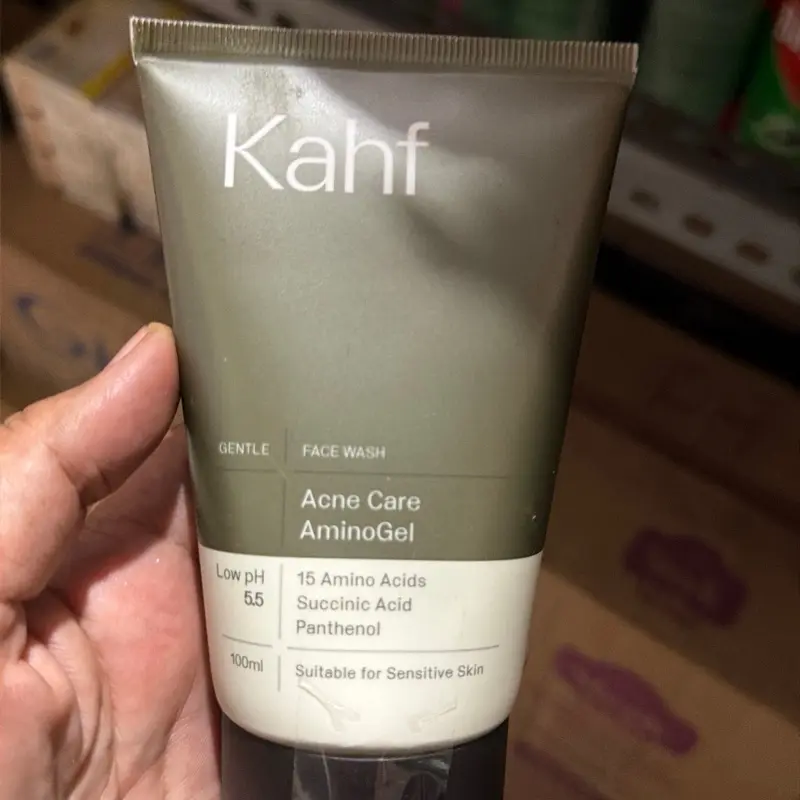 Kahf
GENTLE FACE WASH
Acne Care
AminoGel
Low pH
5.5
15 Amino Acids
Succinic Acid
Panthenol
100ml
Suitable for Sensitive Skin